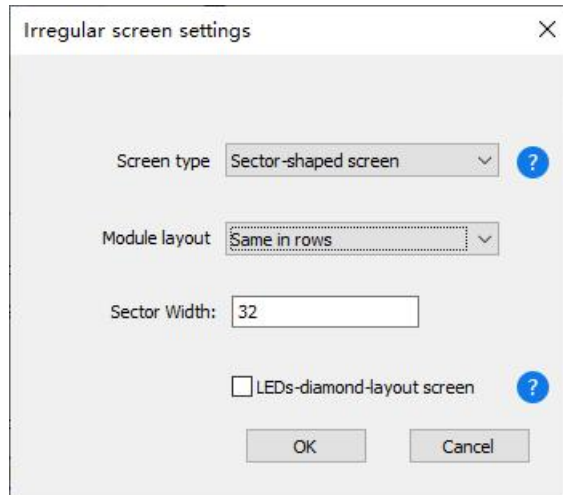 Irregular screen settings
Screen type Sector-shaped screen ?
Module layout Same in rows
Sector Width: 32
LEDs-diamond-layout screen ?
OK Cancel